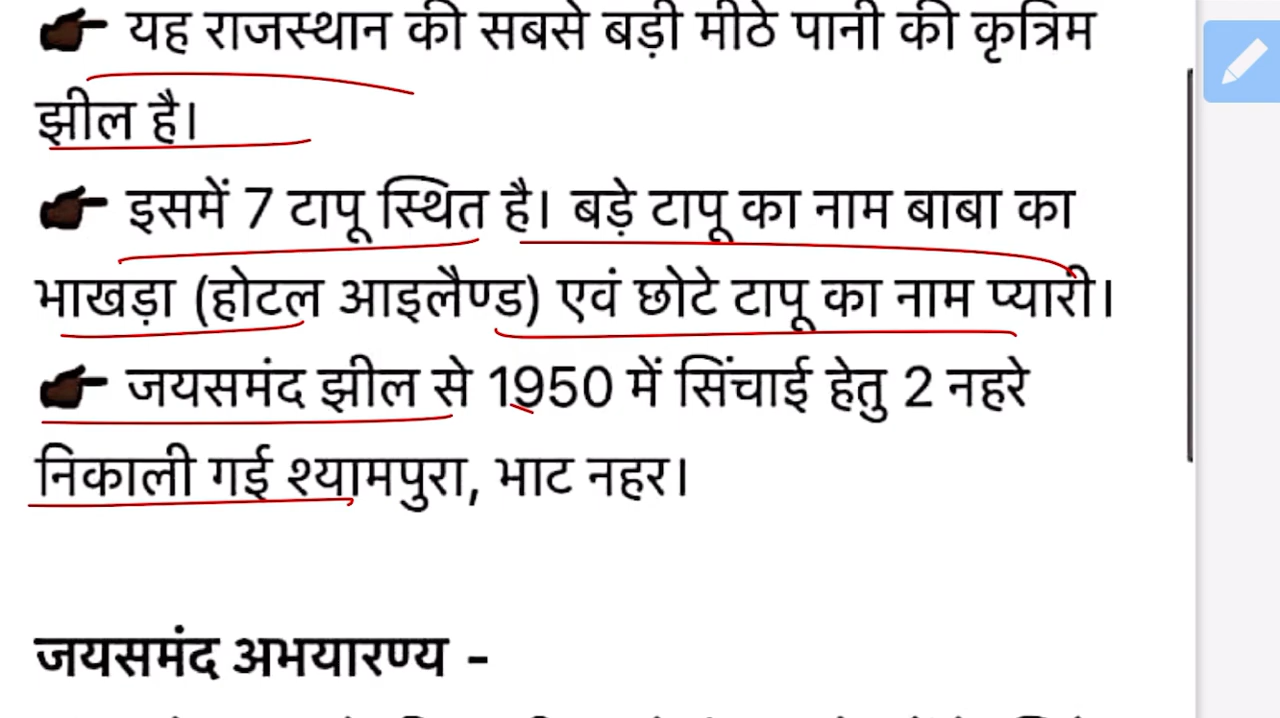 👉🏿 यह राजस्थान की सबसे बड़ी मीठे पानी की कृत्रिम
झील है।
👉🏿 इसमें 7 टापू स्थित है। बड़े टापू का नाम बाबा का
भाखड़ा (होटल आइलैण्ड) एवं छोटे टापू का नाम प्यारी।
👉🏿 जयसमंद झील से 1950 में सिंचाई हेतु 2 नहरे
निकाली गई श्यामपुरा, भाट नहर।
जयसमंद अभयारण्य -